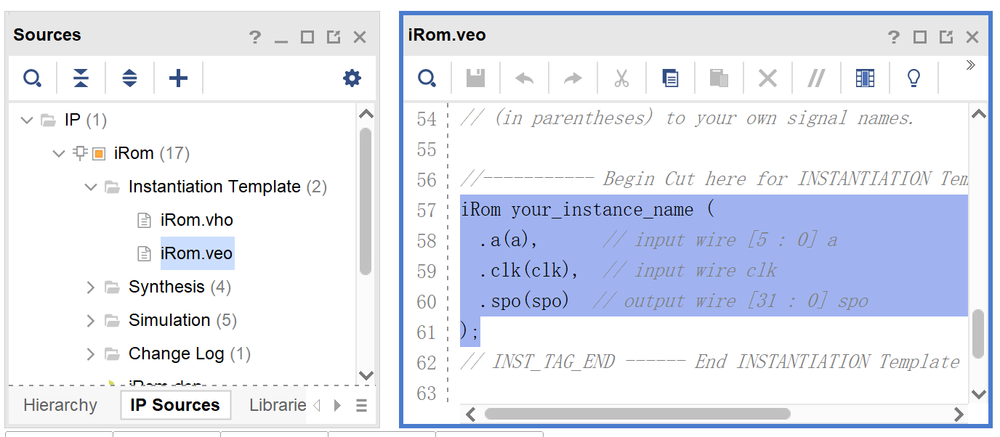 Sources
IP (1)
iRom (17)
Instantiation Template (2)
iRom.vho
iRom.veo
Synthesis (4)
Simulation (5)
Change Log (1)
Hierarchy
IP Sources
Librarie
iRom.veo
54 // (in parentheses) to your own signal names.
55
56 //----------- Begin Cut here for INSTANTIATION Tem
57 iRom your_instance_name (
58 .a(a), // input wire [5 : 0] a
59 .clk(clk), // input wire clk
60 .spo(spo) // output wire [31 : 0] spo
61 );
62 // INST_TAG_END ------ End INSTANTIATION Template
63